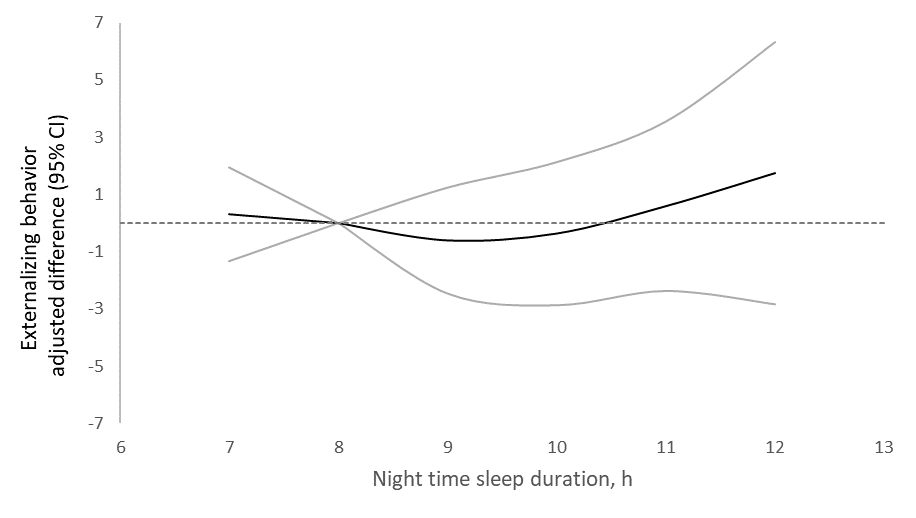 7
5
3
1
-1
-3
-5
-7
Externalizing behavior
adjusted difference (95% CI)
6 7 8 9 10 11 12 13
Night time sleep duration, h